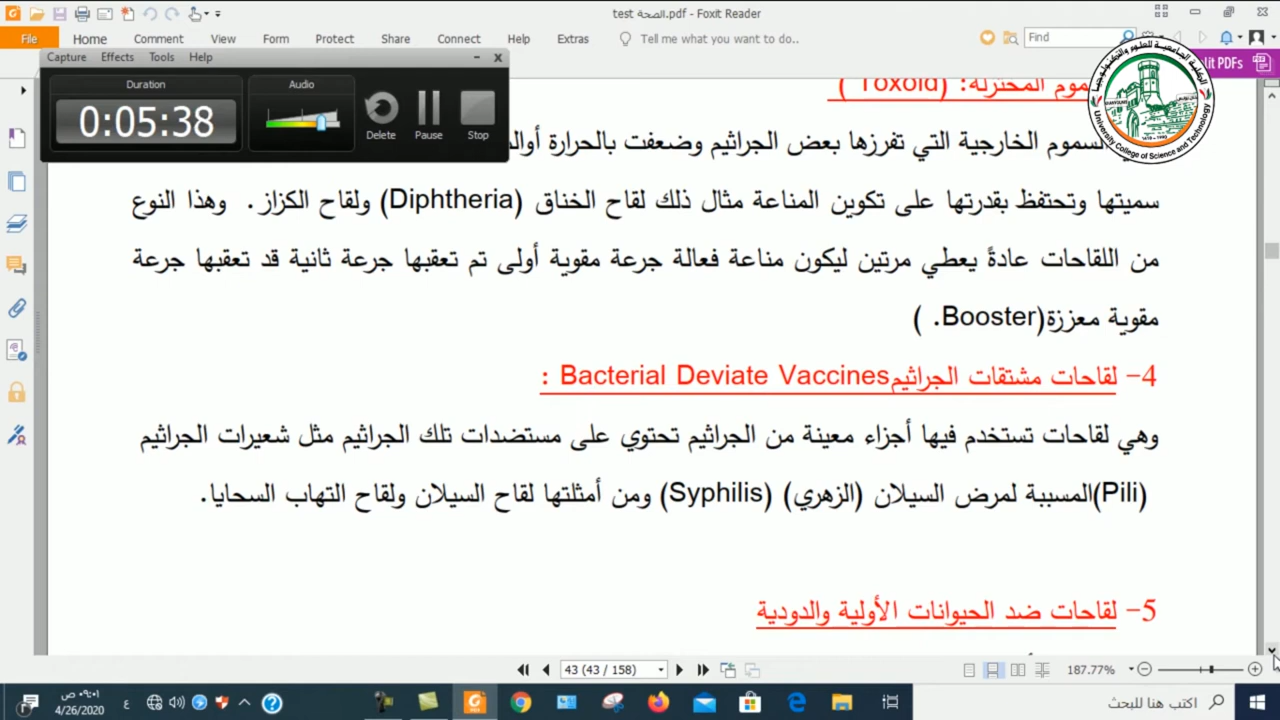 test الصحة.pdf - Foxit Reader
File Home Comment View Form Protect Share Connect Help Extras Tell me what you want to do.. Find
Capture Effects Tools Help
Duration
Audio
0:05:38
Delete Pause Stop
University College of Science and Technology
السموم الخارجية التي تفرزها بعض الجراثيم وضعفت بالحرارة
سميتها وتحتفظ بقدرتها على تكوين المناعة مثال ذلك لقاح الخناق (Diphtheria) ولقاح الكزاز . وهذا النوع
من اللقاحات عادةً يعطي مرتين ليكون مناعة فعالة جرعة مقوية أولى تم تعقبها جرعة ثانية قد تعقبها جرعة
مقوية معززة(Booster. )
4- لقاحات مشتقات الجراثيمBacterial Deviate Vaccines :
وهي لقاحات تستخدم فيها أجزاء معينة من الجراثيم تحتوي على مستضدات تلك الجراثيم مثل شعيرات الجراثيم
(Pili)المسببة لمرض السيلان (الزهري) (Syphilis) ومن أمثلتها لقاح السيلان ولقاح التهاب السحايا.
5- لقاحات ضد الحيوانات الأولية والدودية
43 (43 / 158)
187.77%
اكتب هنا للبحث
ع
٠٩:٠١ ص
4/26/2020